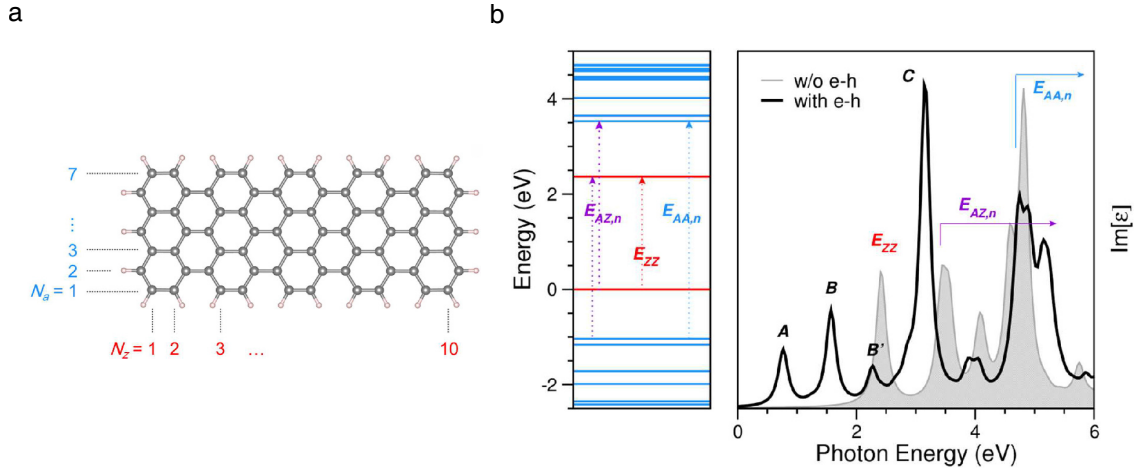 a
b
7
⋮
3
2
N_a = 1
N_z = 1 2 3 ... 10
Energy (eV)
4
2
0
-2
E_AZ,n
E_AA,n
E_ZZ
w/o e-h
with e-h
A
B
B'
C
E_ZZ
E_AZ,n
E_AA,n
Im[ε]
0 2 4 6
Photon Energy (eV)